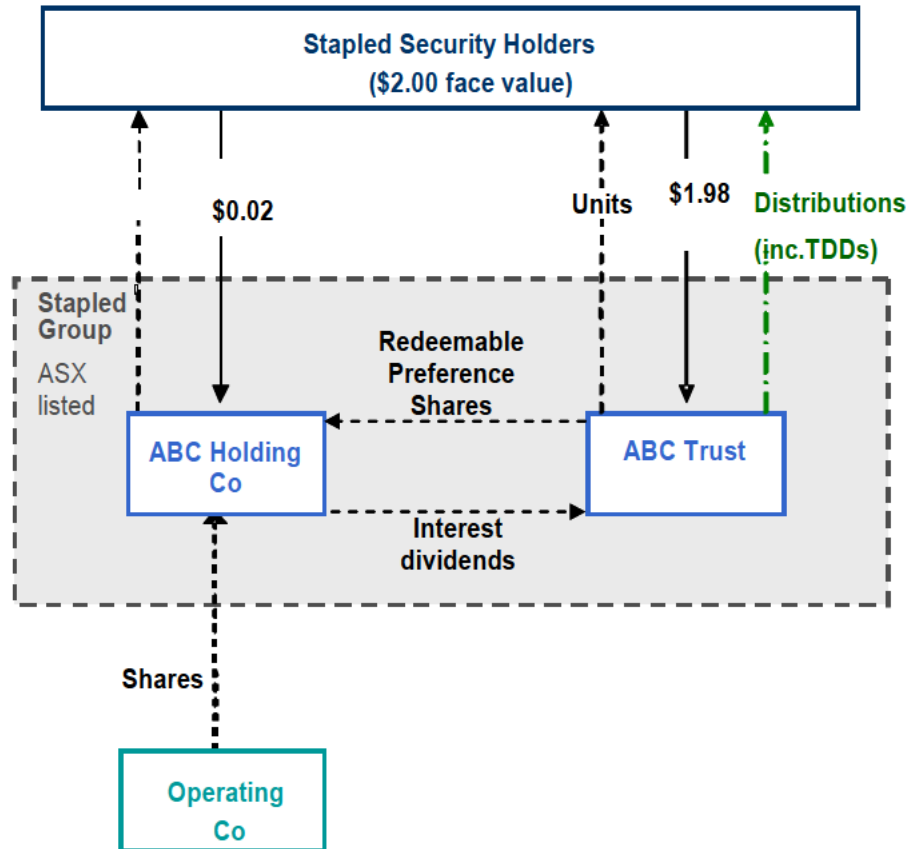 Stapled Security Holders
($2.00 face value)
$0.02
Units
$1.98
Distributions
(inc.TDDs)
Stapled
Group
ASX
listed
Redeemable
Preference
Shares
ABC Holding
Co
ABC Trust
Interest
dividends
Shares
Operating
Co